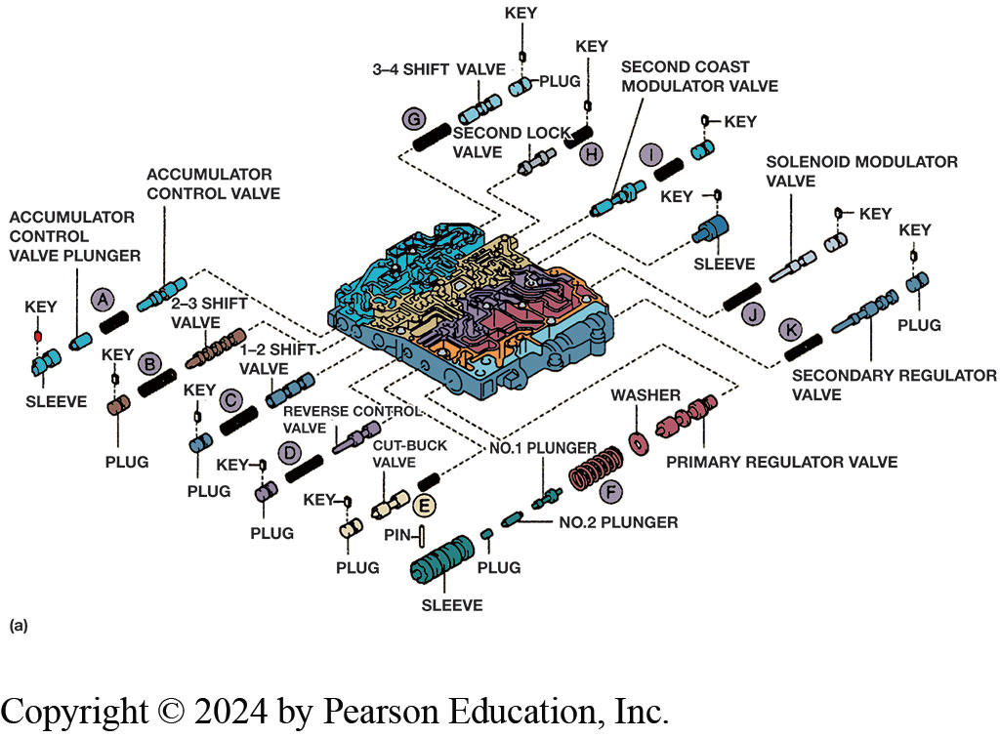 KEY
KEY
3–4 SHIFT VALVE
PLUG
SECOND COAST
MODULATOR VALVE
G
SECOND LOCK
VALVE
H
I
KEY
SOLENOID MODULATOR
VALVE
ACCUMULATOR
CONTROL VALVE
KEY
SLEEVE
KEY
KEY
ACCUMULATOR
CONTROL
VALVE PLUNGER
A
KEY
2–3 SHIFT
VALVE
J
K
PLUG
SLEEVE
KEY
B
1–2 SHIFT
VALVE
SECONDARY REGULATOR
VALVE
PLUG
KEY
C
PLUG
REVERSE CONTROL
VALVE
WASHER
KEY
D
PLUG
CUT-BUCK
VALVE
NO.1 PLUNGER
PRIMARY REGULATOR VALVE
F
KEY
E
PLUG
PIN
NO.2 PLUNGER
PLUG
SLEEVE
(a)
Copyright © 2024 by Pearson Education, Inc.